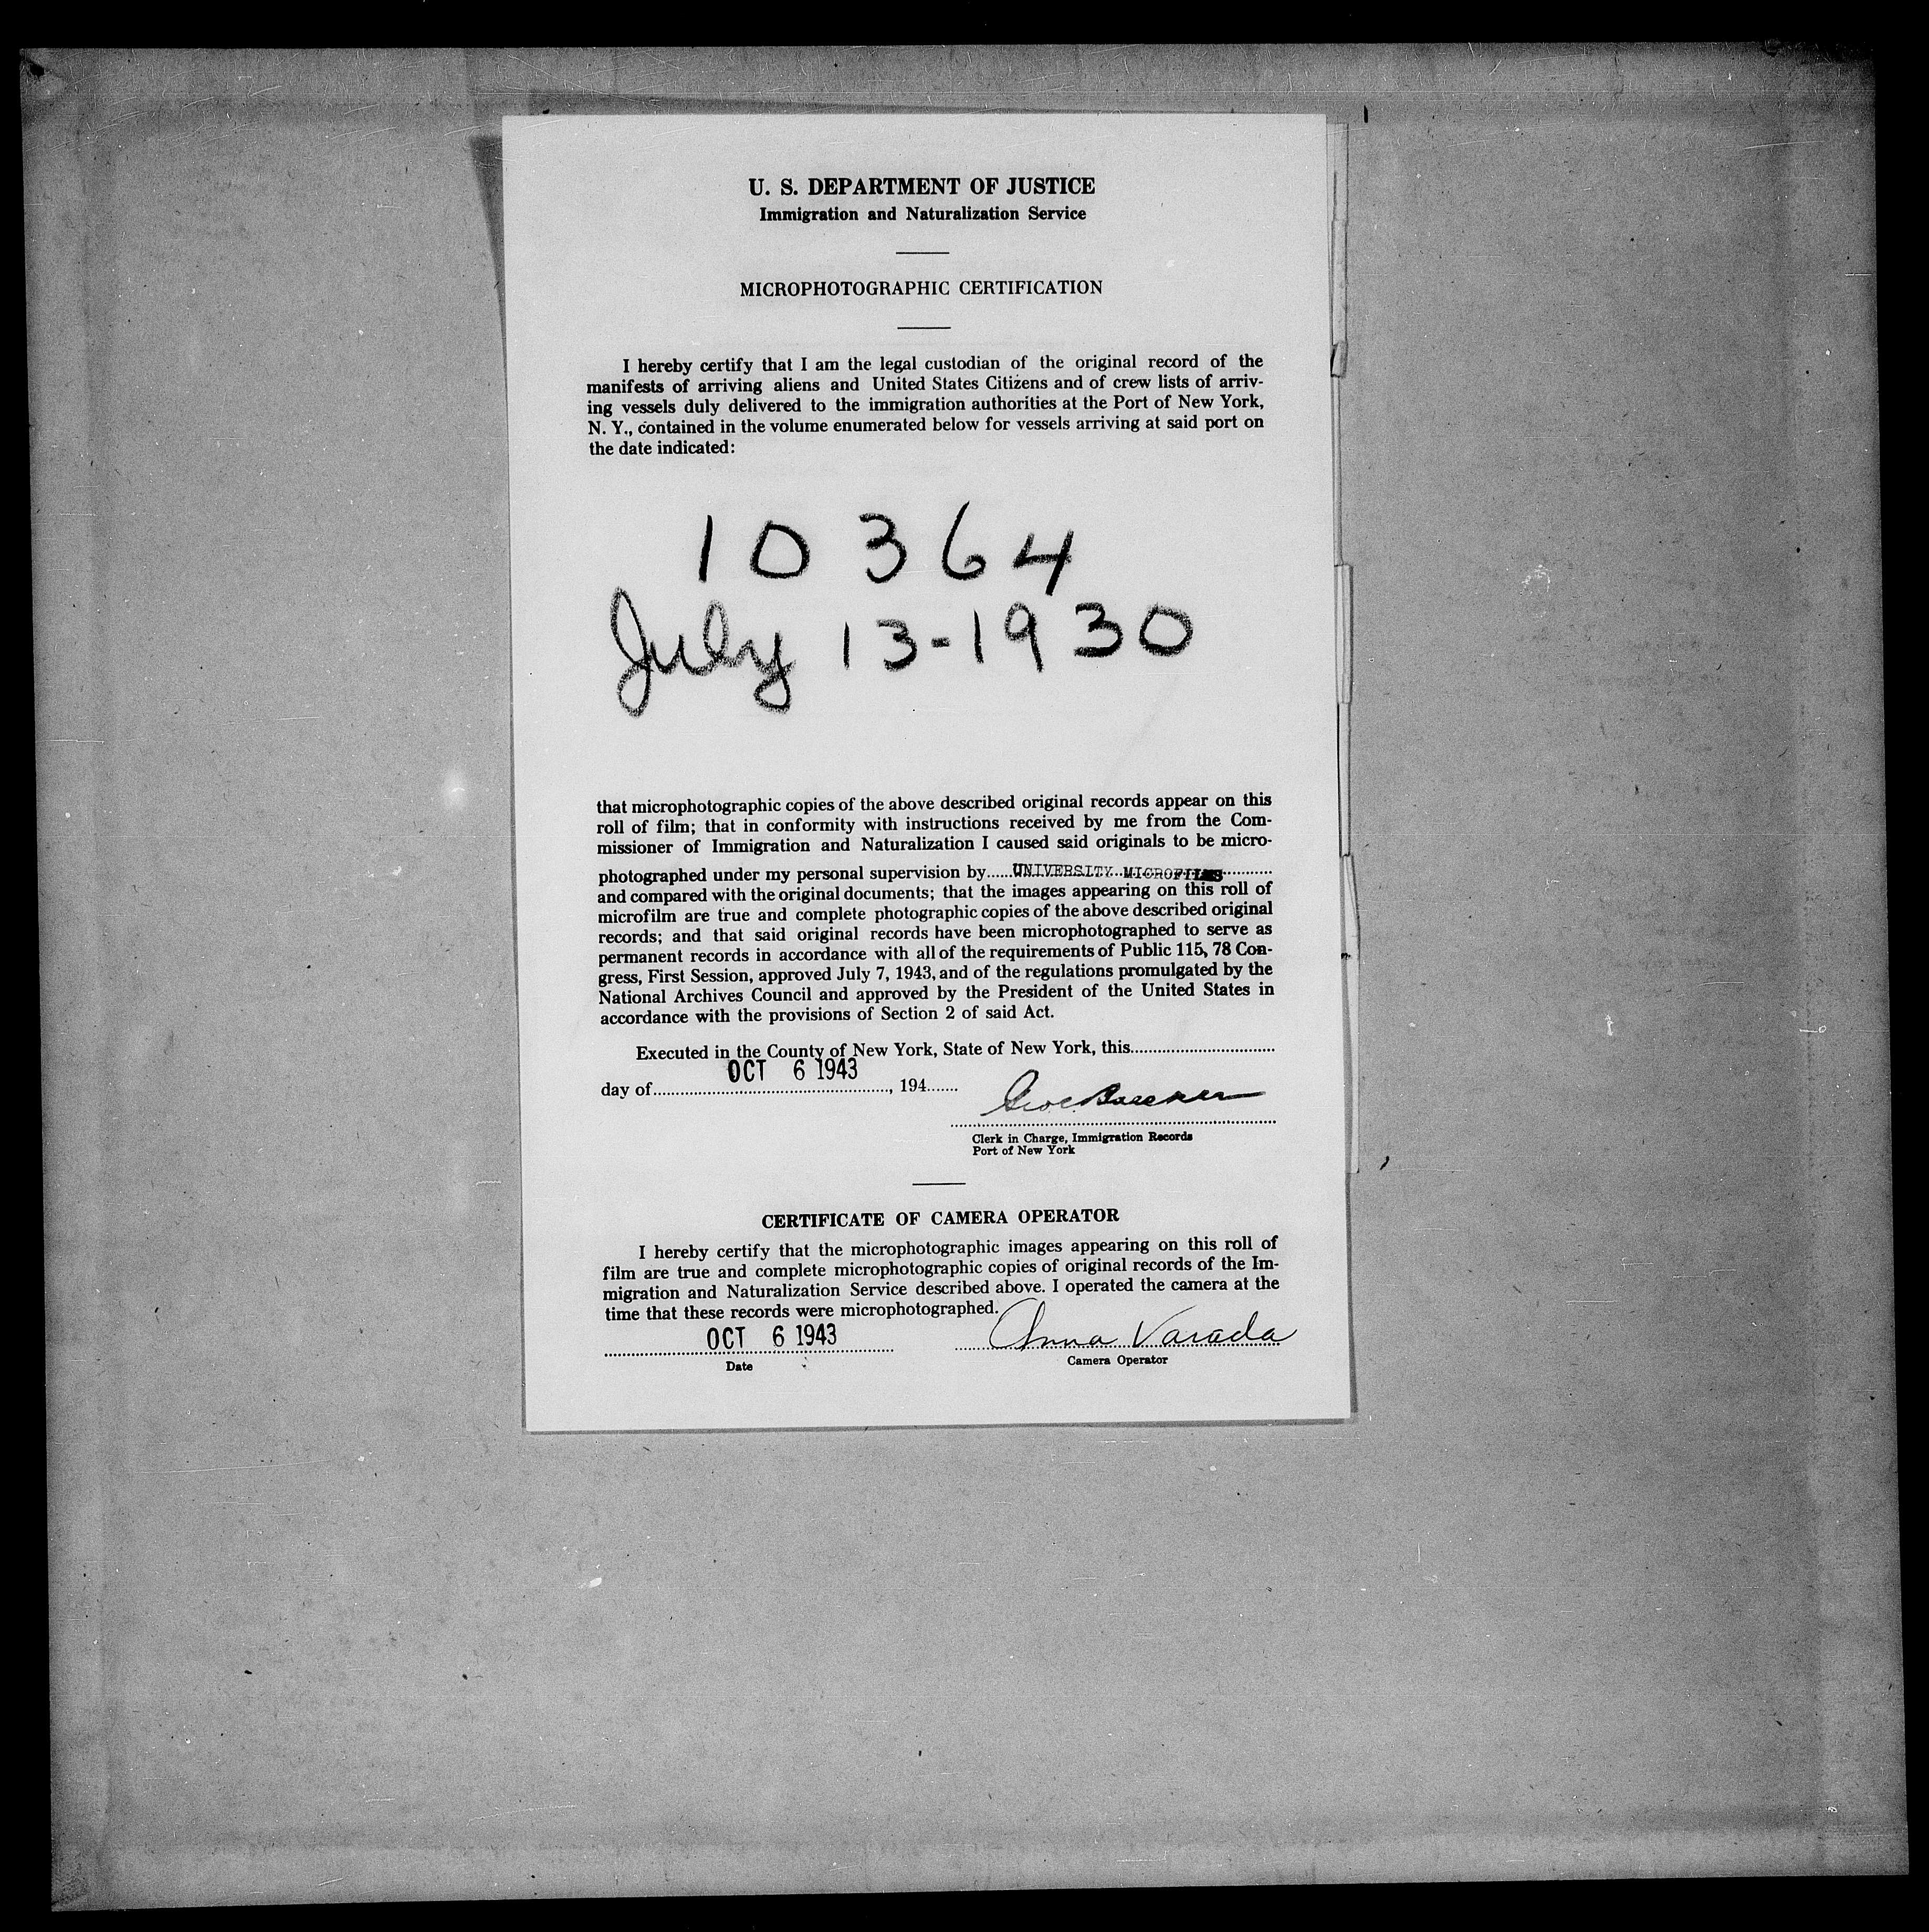 U. S. DEPARTMENT OF JUSTICE
Immigration and Naturalization Service
MICROPHOTOGRAPHIC CERTIFICATION
I hereby certify that I am the legal custodian of the original record of the
manifests of arriving aliens and United States Citizens and of crew lists of arriv-
ing vessels duly delivered to the immigration authorities at the Port of New York,
N. Y., contained in the volume enumerated below for vessels arriving at said port on
the date indicated:
10364
July 13-1930
that microphotographic copies of the above described original records appear on this
roll of film; that in conformity with instructions received by me from the Com-
missioner of Immigration and Naturalization I caused said originals to be micro-
photographed under my personal supervision by......UNIVERSITY MICROFILMS............
and compared with the original documents; that the images appearing on this roll of
microfilm are true and complete photographic copies of the above described original
records; and that said original records have been microphotographed to serve as
permanent records in accordance with all of the requirements of Public 115, 78 Con-
gress, First Session, approved July 7, 1943, and of the regulations promulgated by the
National Archives Council and approved by the President of the United States in
accordance with the provisions of Section 2 of said Act.
Executed in the County of New York, State of New York, this................................
OCT 6 1943
day of......................................................, 194.......
Clerk in Charge, Immigration Records
Port of New York
CERTIFICATE OF CAMERA OPERATOR
I hereby certify that the microphotographic images appearing on this roll of
film are true and complete microphotographic copies of original records of the Im-
migration and Naturalization Service described above. I operated the camera at the
time that these records were microphotographed.
OCT 6 1943 Anna Varada
Date Camera Operator